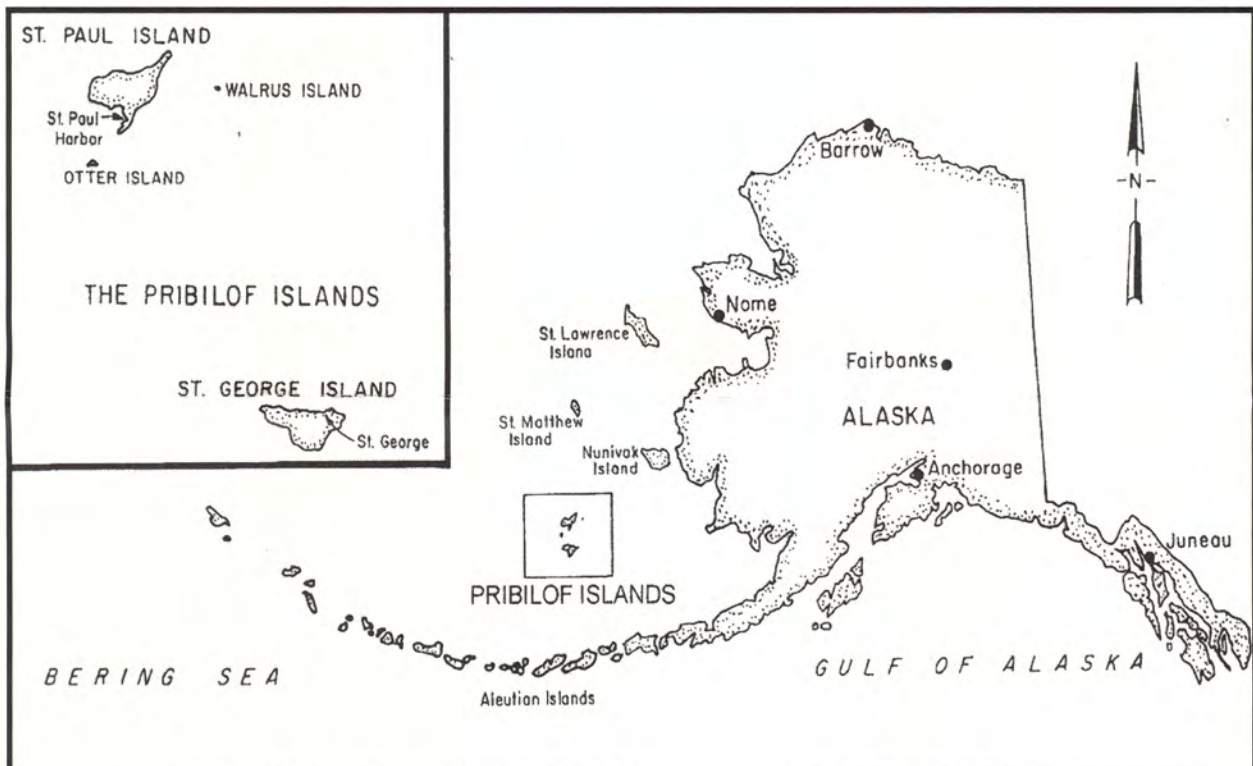 ST. PAUL ISLAND
WALRUS ISLAND
St. Paul
Harbor
OTTER ISLAND
THE PRIBILOF ISLANDS
ST. GEORGE ISLAND
St. George
Barrow
N
Nome
St. Lawrence
Islana
Fairbanks
St. Matthew
Island
ALASKA
Nunivak
Island
Anchorage
Juneau
PRIBILOF ISLANDS
BERING SEA
GULF OF ALASKA
Aleutian Islands